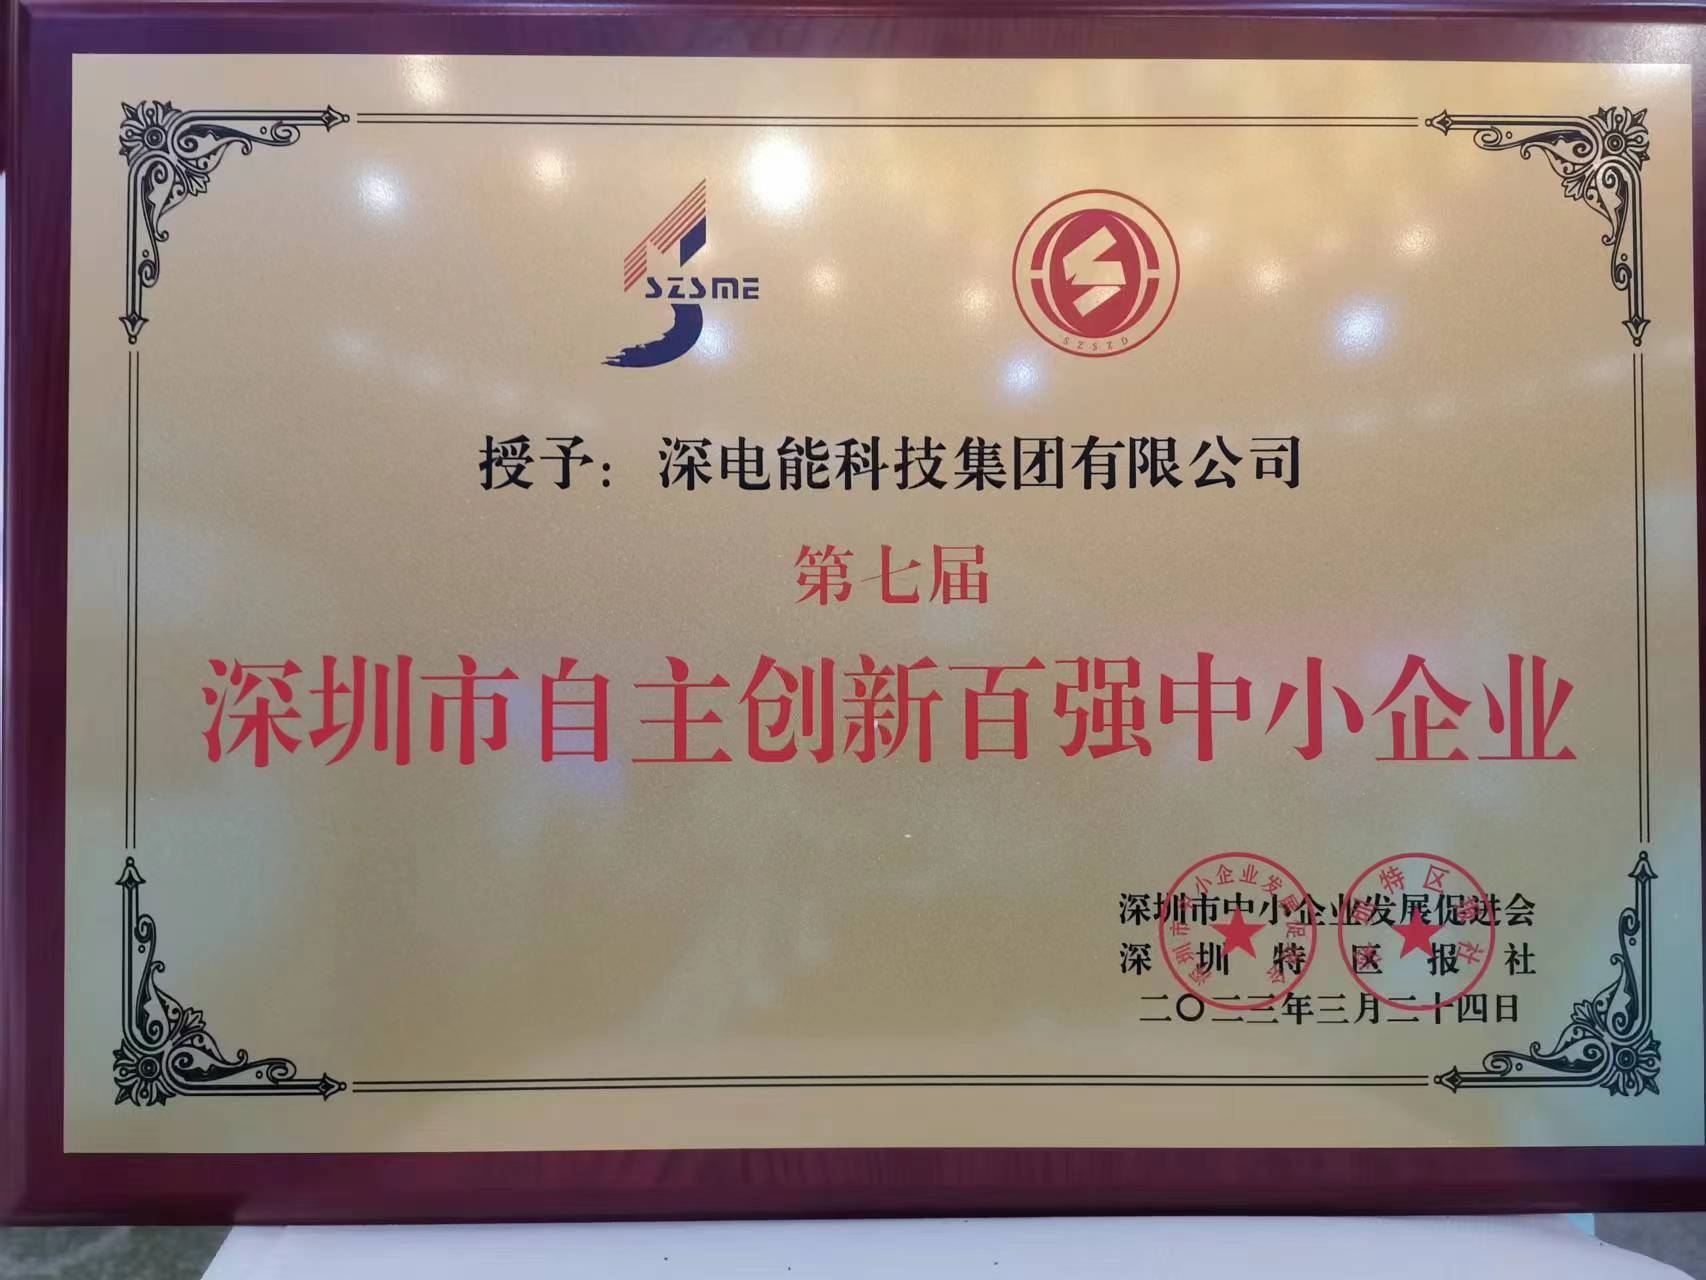 SZSME
SZSZD
授予：深电能科技集团有限公司
第七届
深圳市自主创新百强中小企业
深圳市中小企业发展促进会
深圳特区报社
二〇二三年三月二十四日